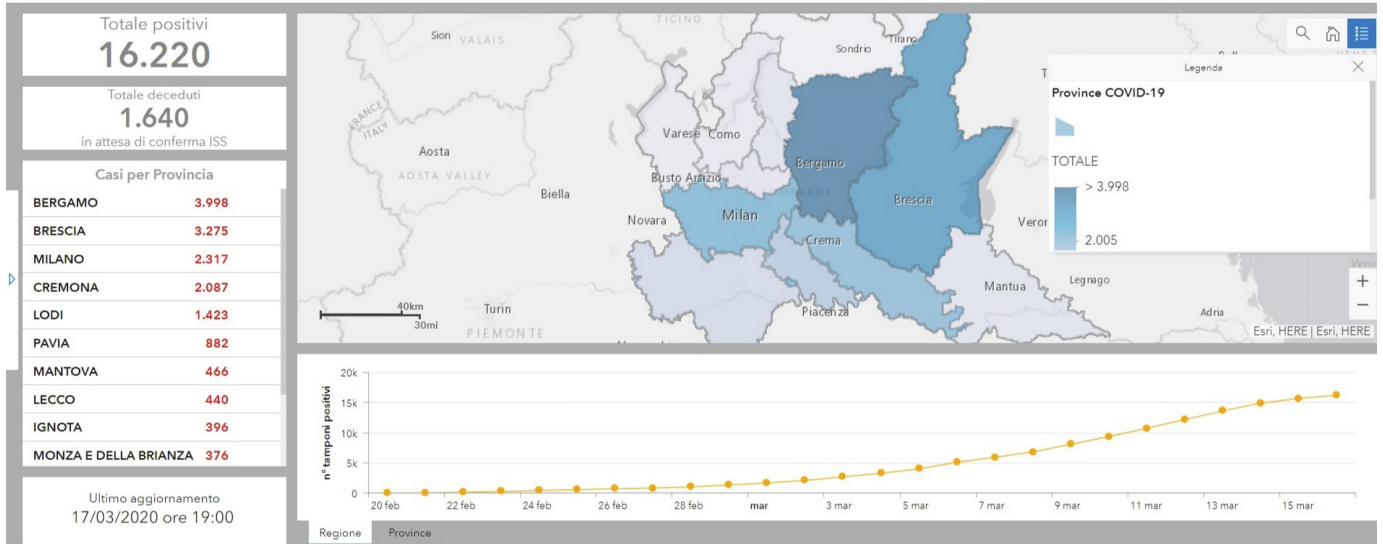 Totale positivi
16.220
Totale deceduti
1.640
in attesa di conferma ISS
Casi per Provincia
BERGAMO 3.998
BRESCIA 3.275
MILANO 2.317
CREMONA 2.087
LODI 1.423
PAVIA 882
MANTOVA 466
LECCO 440
IGNOTA 396
MONZA E DELLA BRIANZA 376
Ultimo aggiornamento
17/03/2020 ore 19:00
TICINO
Sion VALAIS
Sondrio
Tirano
FRANCE
ITALY
Varese Como
Aosta
AOSTA VALLEY
Bergamo
Busto Arsizio
Biella
Brescia
Novara
Milan
Crema
Mantua
Legnago
Turin
PIEMONTE
Piacenza
Adria
40km
30mi
Legenda
Province COVID-19
TOTALE
> 3.998
2.005
+
−
Esri, HERE | Esri, HERE
n° tamponi positivi
20k
15k
10k
5k
0
20 feb 22 feb 24 feb 26 feb 28 feb mar 3 mar 5 mar 7 mar 9 mar 11 mar 13 mar 15 mar
Regione Province